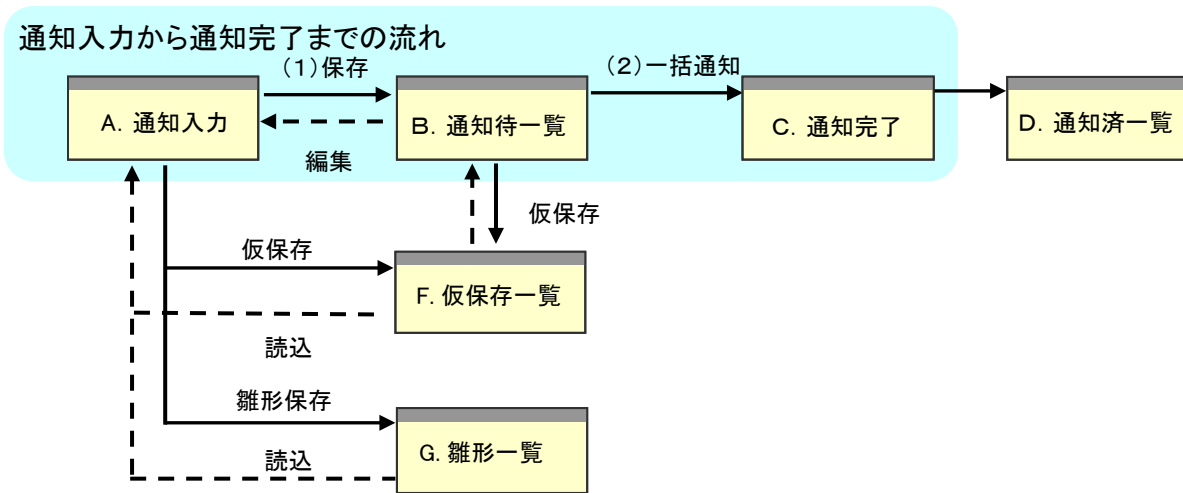 通知入力から通知完了までの流れ
(1)保存
(2)一括通知
A. 通知入力
B. 通知待一覧
C. 通知完了
D. 通知済一覧
編集
仮保存
仮保存
F. 仮保存一覧
読込
雛形保存
G. 雛形一覧
読込